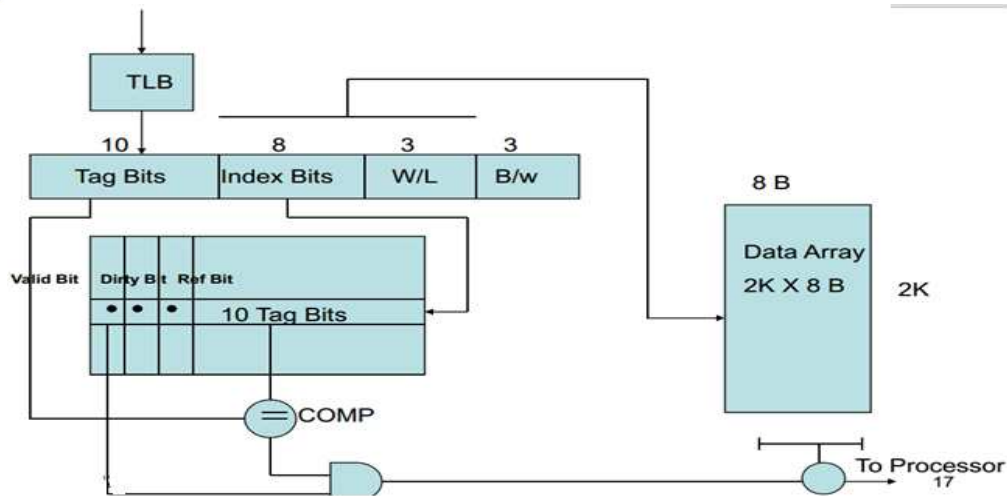 TLB
10 8 3 3
Tag Bits Index Bits W/L B/w
8 B
Data Array
2K X 8 B
2K
Valid Bit Dirty Bit Ref Bit
10 Tag Bits
COMP
To Processor
17